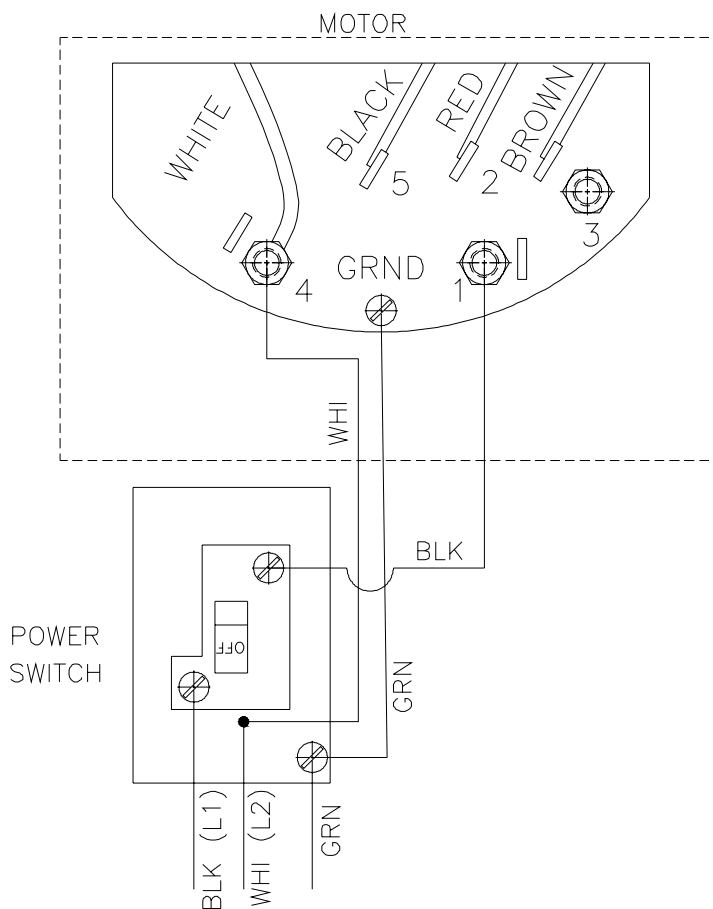 MOTOR
WHITE
BLACK
RED
BROWN
5
2
3
4
GRND
1
WHI
BLK
POWER
SWITCH
OFF
GRN
BLK (L1)
WHI (L2)
GRN